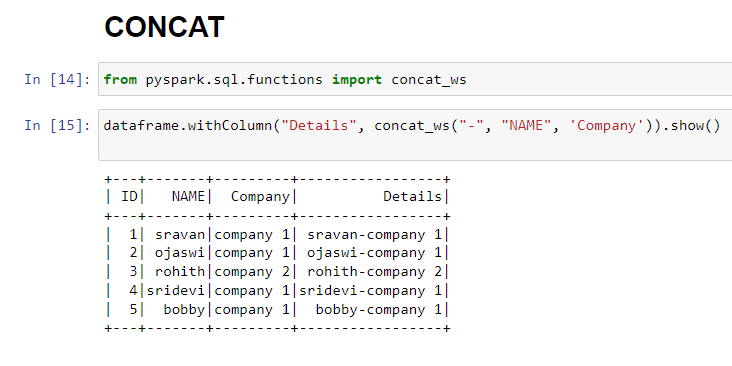 CONCAT
In [14]: from pyspark.sql.functions import concat_ws
In [15]: dataframe.withColumn("Details", concat_ws("-", "NAME", 'Company')).show()
+---+-------+---------+-----------------+
| ID|   NAME|  Company|          Details|
+---+-------+---------+-----------------+
|  1| sravan|company 1| sravan-company 1|
|  2| ojaswi|company 1| ojaswi-company 1|
|  3| rohith|company 2| rohith-company 2|
|  4|sridevi|company 1|sridevi-company 1|
|  5|  bobby|company 1|  bobby-company 1|
+---+-------+---------+-----------------+